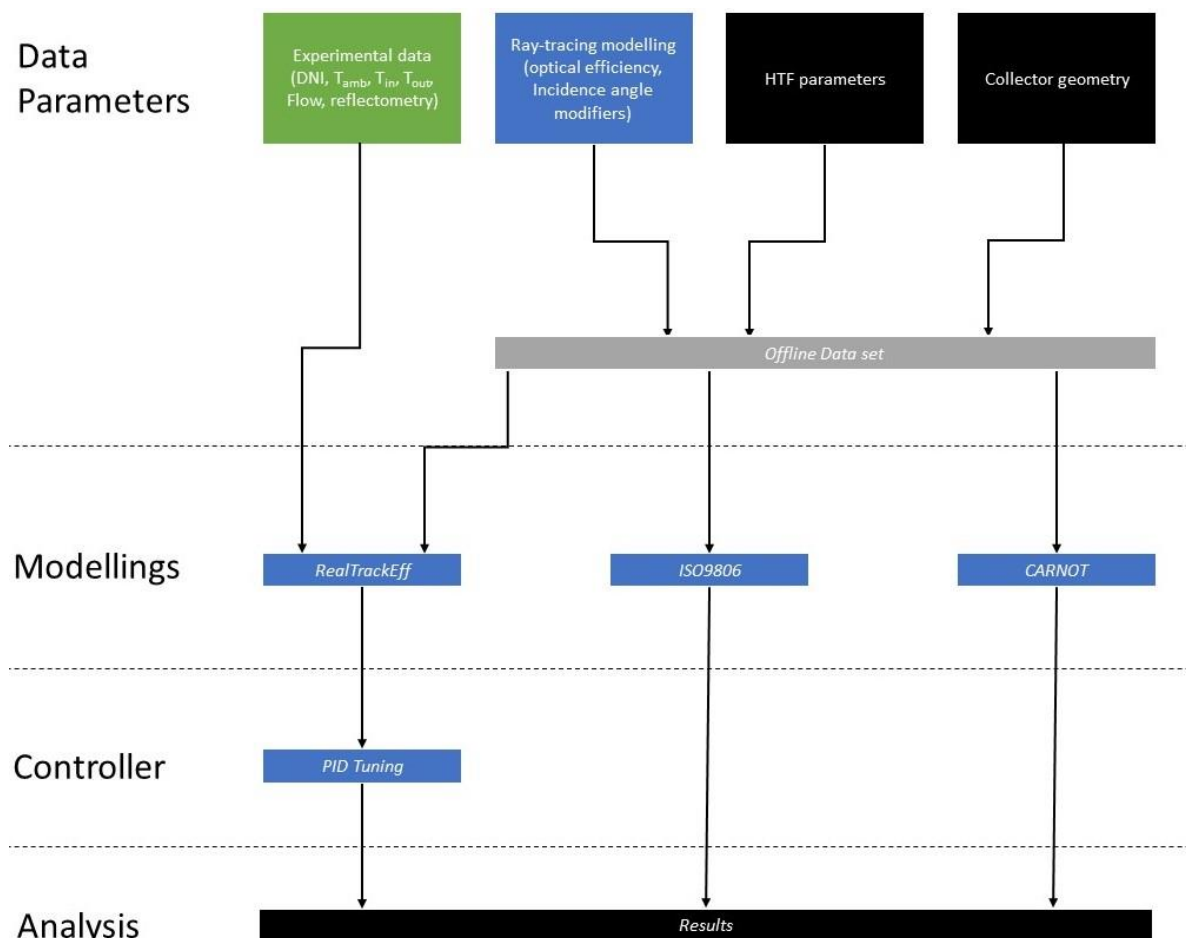 Data
Parameters
Experimental data
(DNI, Tamb, Tin, Tout,
Flow, reflectometry)
Ray-tracing modelling
(optical efficiency,
Incidence angle
modifiers)
HTF parameters
Collector geometry
Offline Data set
Modellings
RealTrackEff
ISO9806
CARNOT
Controller
PID Tuning
Analysis
Results